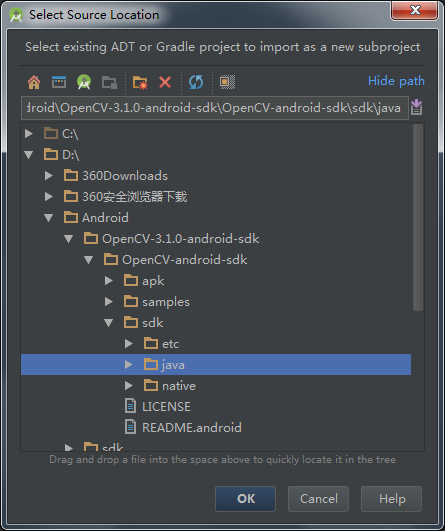 Select Source Location
Select existing ADT or Gradle project to import as a new subproject
Hide path
droid\OpenCV-3.1.0-android-sdk\OpenCV-android-sdk\sdk\java
C:\
D:\
360Downloads
360安全浏览器下载
Android
OpenCV-3.1.0-android-sdk
OpenCV-android-sdk
apk
samples
sdk
etc
java
native
LICENSE
README.android
sdk
Drag and drop a file into the space above to quickly locate it in the tree
OK
Cancel
Help